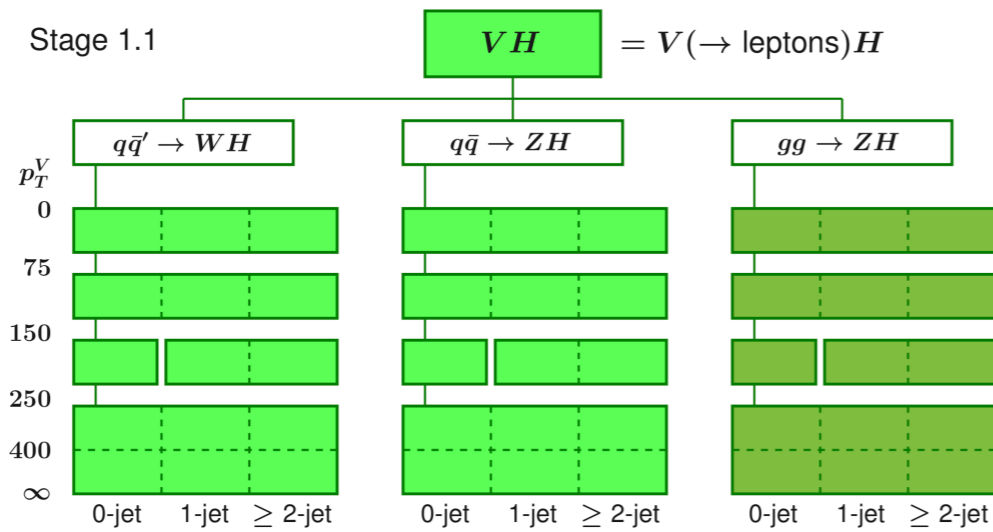 Stage 1.1
VH = V(→ leptons)H
qq̄′ → WH qq̄ → ZH gg → ZH
p_T^V
0
75
150
250
400
∞
0-jet 1-jet ≥ 2-jet 0-jet 1-jet ≥ 2-jet 0-jet 1-jet ≥ 2-jet